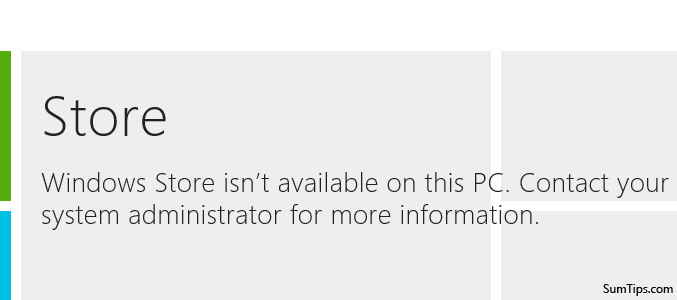 Store
Windows Store isn’t available on this PC. Contact your
system administrator for more information.
SumTips.com